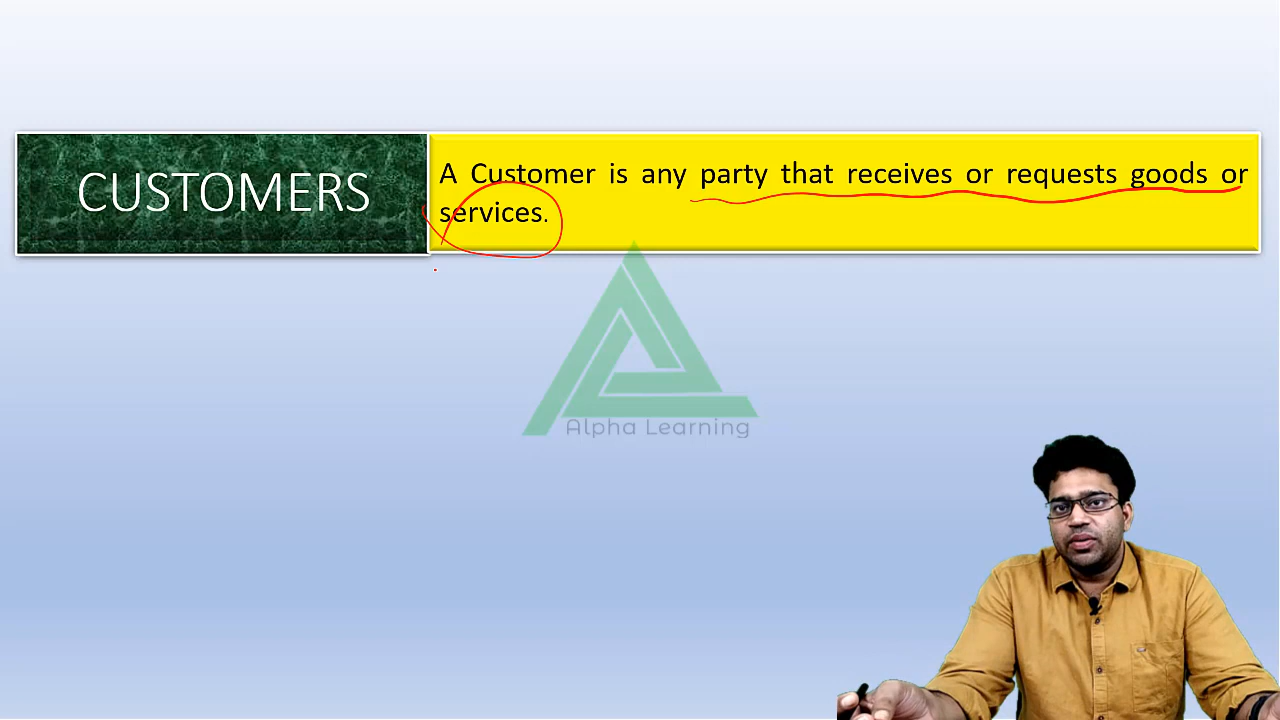 CUSTOMERS
A Customer is any party that receives or requests goods or
services.
Alpha Learning